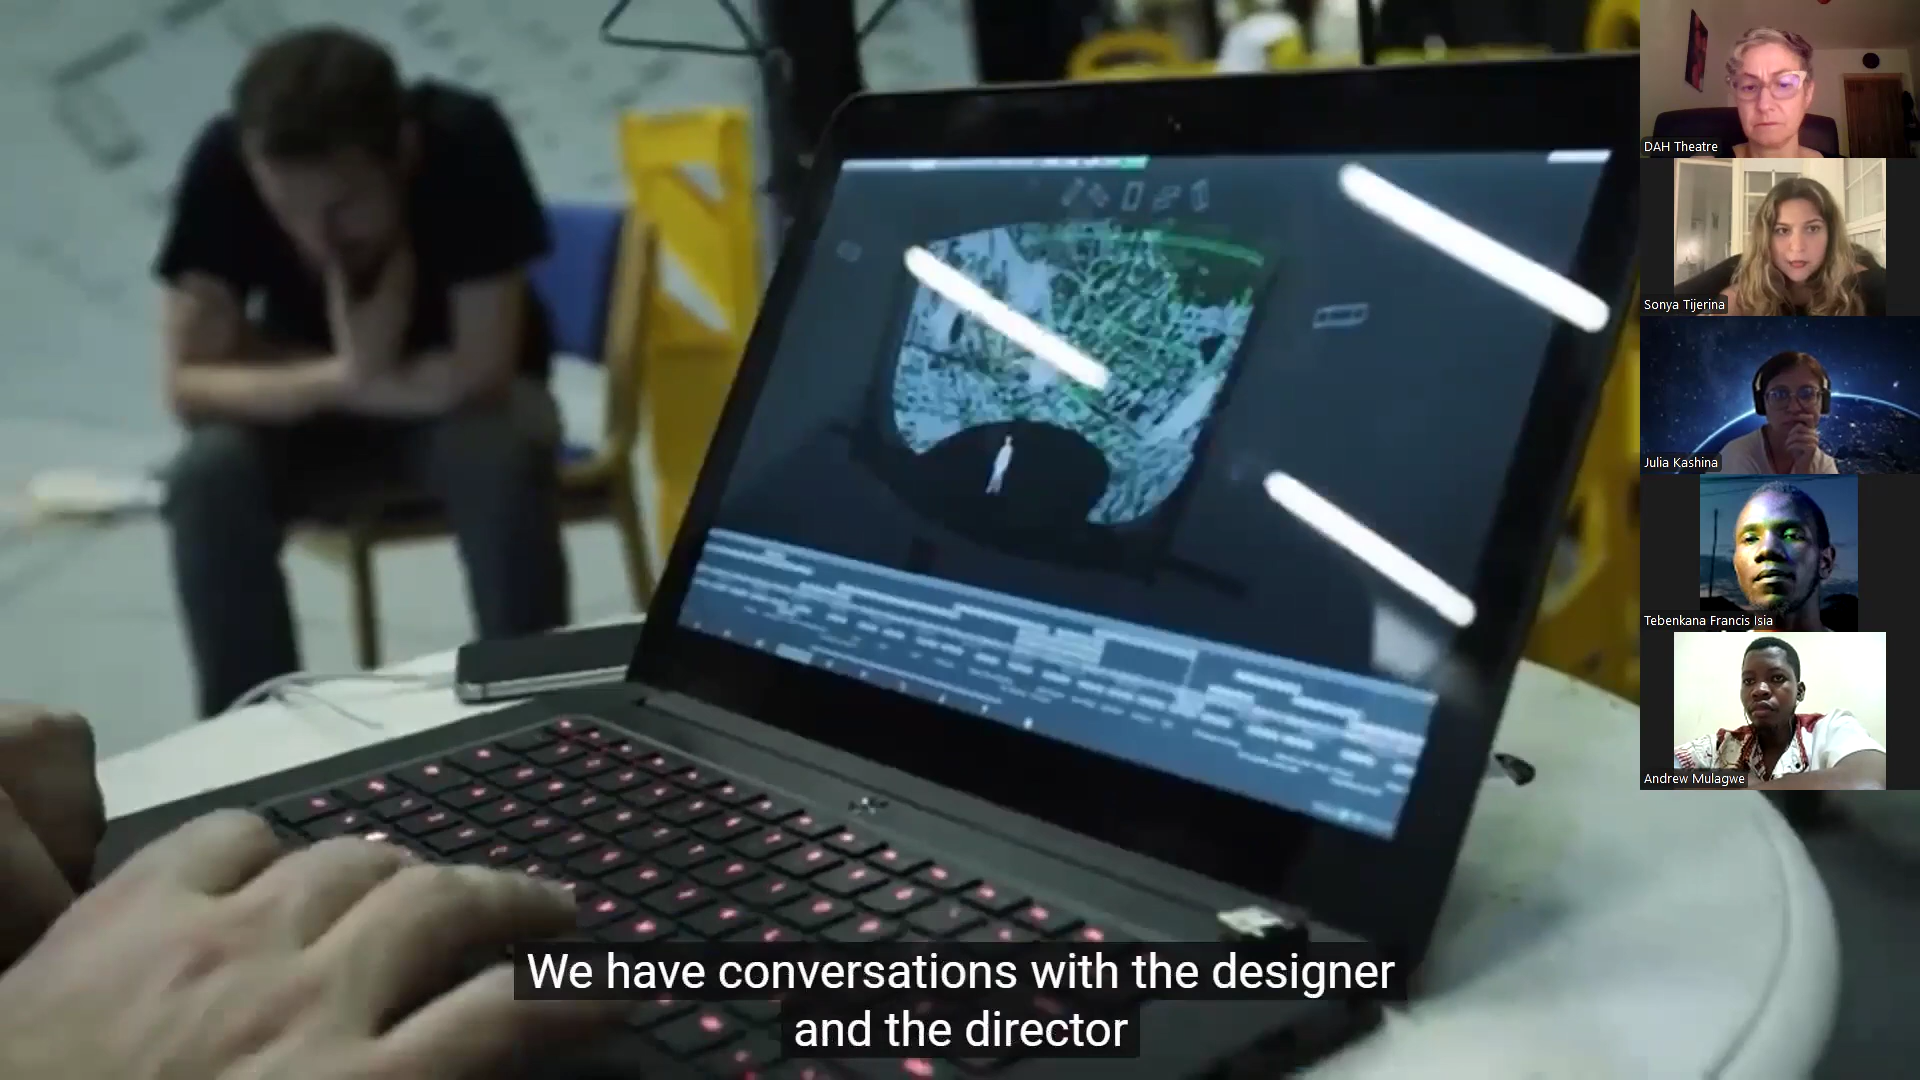 DAH Theatre
Sonya Tijerina
Julia Kashina
Tebenkana Francis Isia
Andrew Mulagwe
We have conversations with the designer
and the director